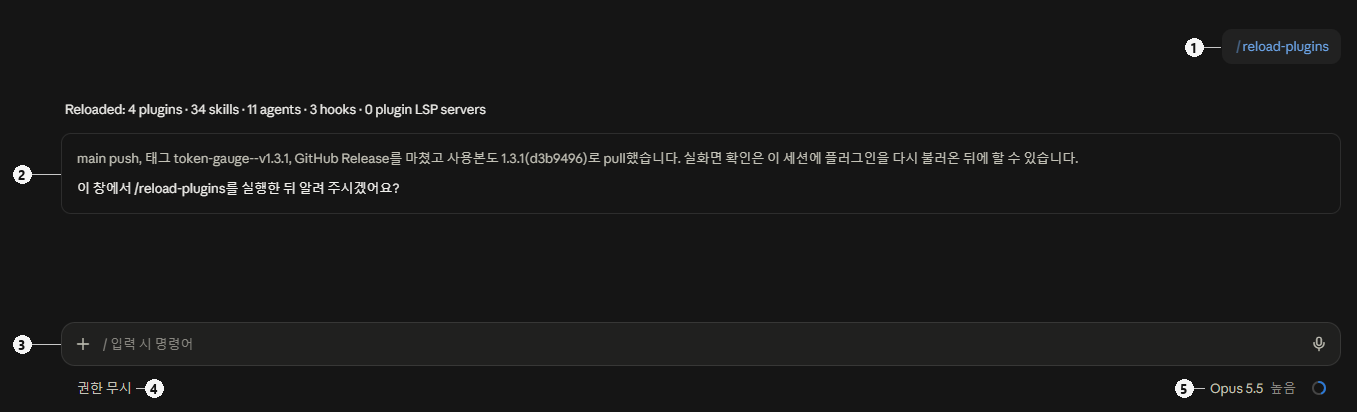 1 /reload-plugins
Reloaded: 4 plugins · 34 skills · 11 agents · 3 hooks · 0 plugin LSP servers
main push, 태그 token-gauge--v1.3.1, GitHub Release를 마쳤고 사용본도 1.3.1(d3b9496)로 pull했습니다. 실화면 확인은 이 세션에 플러그인을 다시 불러온 뒤에 할 수 있습니다.
2
이 창에서 /reload-plugins를 실행한 뒤 알려 주시겠어요?
3 / 입력 시 명령어
권한 무시 4 5 Opus 5.5 높음